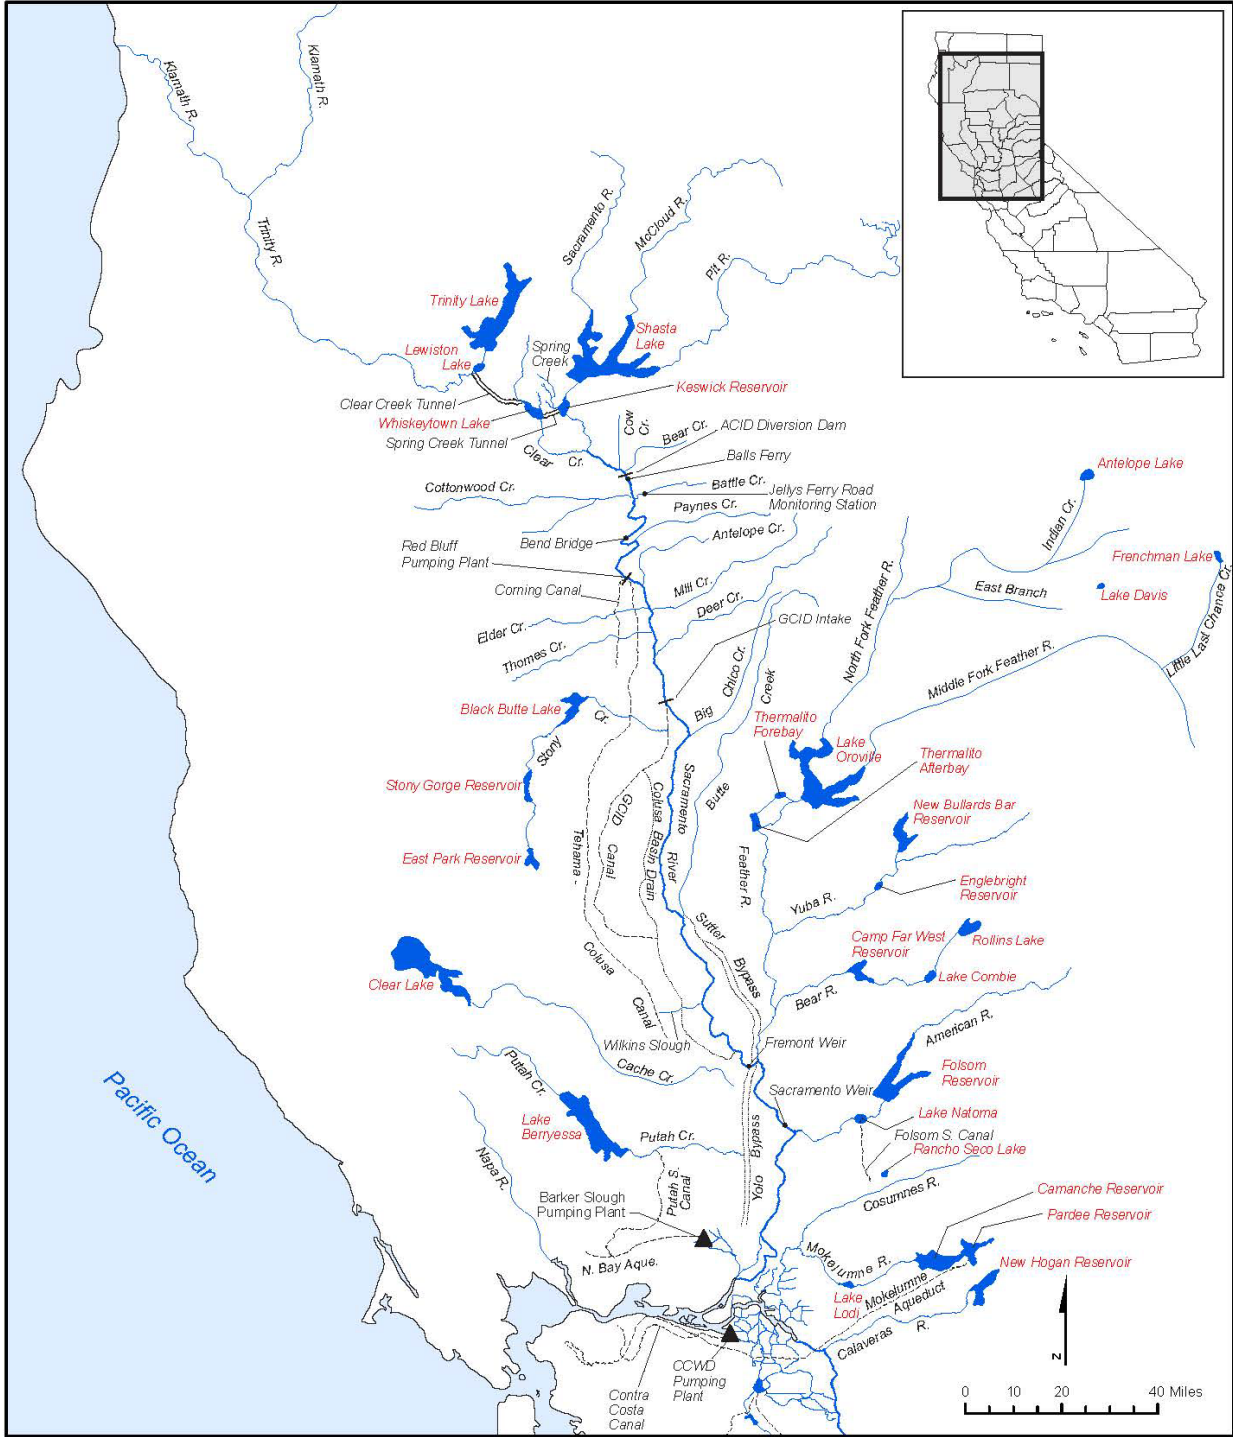 Klamath R.
Klamath R.
Trinity R.
Sacramento R.
McCloud R.
Pit R.
Trinity Lake
Shasta
Lake
Lewiston
Lake
Spring
Creek
Keswick Reservoir
Clear Creek Tunnel
Whiskeytown Lake
Spring Creek Tunnel
Clear Cr.
Cow
Cr.
Bear Cr.
ACID Diversion Dam
Balls Ferry
Antelope Lake
Cottonwood Cr.
Battle Cr.
Jellys Ferry Road
Monitoring Station
Paynes Cr.
Indian Cr.
Antelope Cr.
Bend Bridge
Red Bluff
Pumping Plant
Frenchman Lake
Corning Canal
Mill Cr.
East Branch
Lake Davis
Deer Cr.
GCID Intake
North Fork Feather R.
Little Last Chance Cr.
Elder Cr.
Thomes Cr.
Middle Fork Feather R.
Big Chico Cr.
Black Butte Lake
Stony Cr.
Thermalito
Forebay
Lake
Oroville
Thermalito
Afterbay
Stony Gorge Reservoir
GCID Canal
Colusa Basin Drain
Sacramento River
Butte Creek
New Bullards Bar
Reservoir
East Park Reservoir
Tehama - Colusa Canal
Feather R.
Yuba R.
Englebright
Reservoir
Sutter Bypass
Camp Far West
Reservoir
Rollins Lake
Clear Lake
Lake Combie
Bear R.
American R.
Wilkins Slough
Fremont Weir
Cache Cr.
Putah Cr.
Folsom
Reservoir
Sacramento Weir
Pacific Ocean
Lake
Berryessa
Lake Natoma
Putah Cr.
Folsom S. Canal
Rancho Seco Lake
Yolo Bypass
Napa R.
Putah S.
Canal
Cosumnes R.
Camanche Reservoir
Barker Slough
Pumping Plant
Pardee Reservoir
N. Bay Aque.
Mokelumne R.
New Hogan Reservoir
Lake
Lodi
Mokelumne
Aqueduct
Calaveras R.
CCWD
Pumping
Plant
Contra
Costa
Canal
N
0 10 20 40 Miles